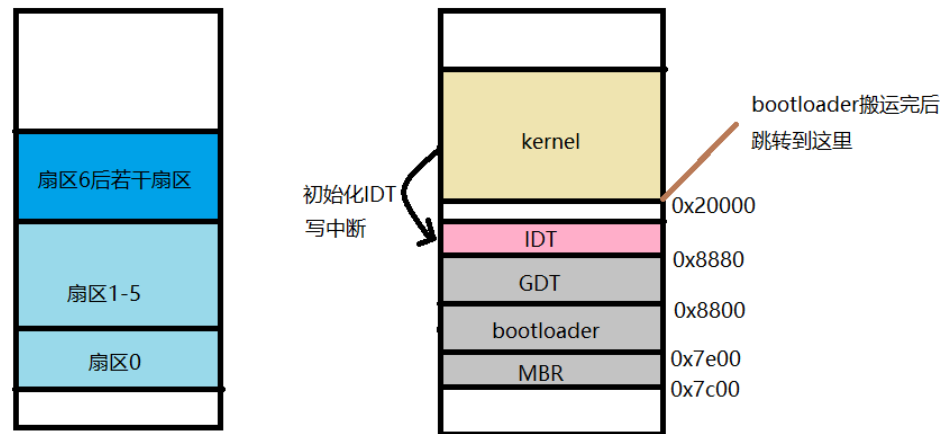 扇区6后若干扇区
扇区1-5
扇区0
初始化IDT
写中断
kernel
IDT
GDT
bootloader
MBR
bootloader搬运完后
跳转到这里
0x20000
0x8880
0x8800
0x7e00
0x7c00